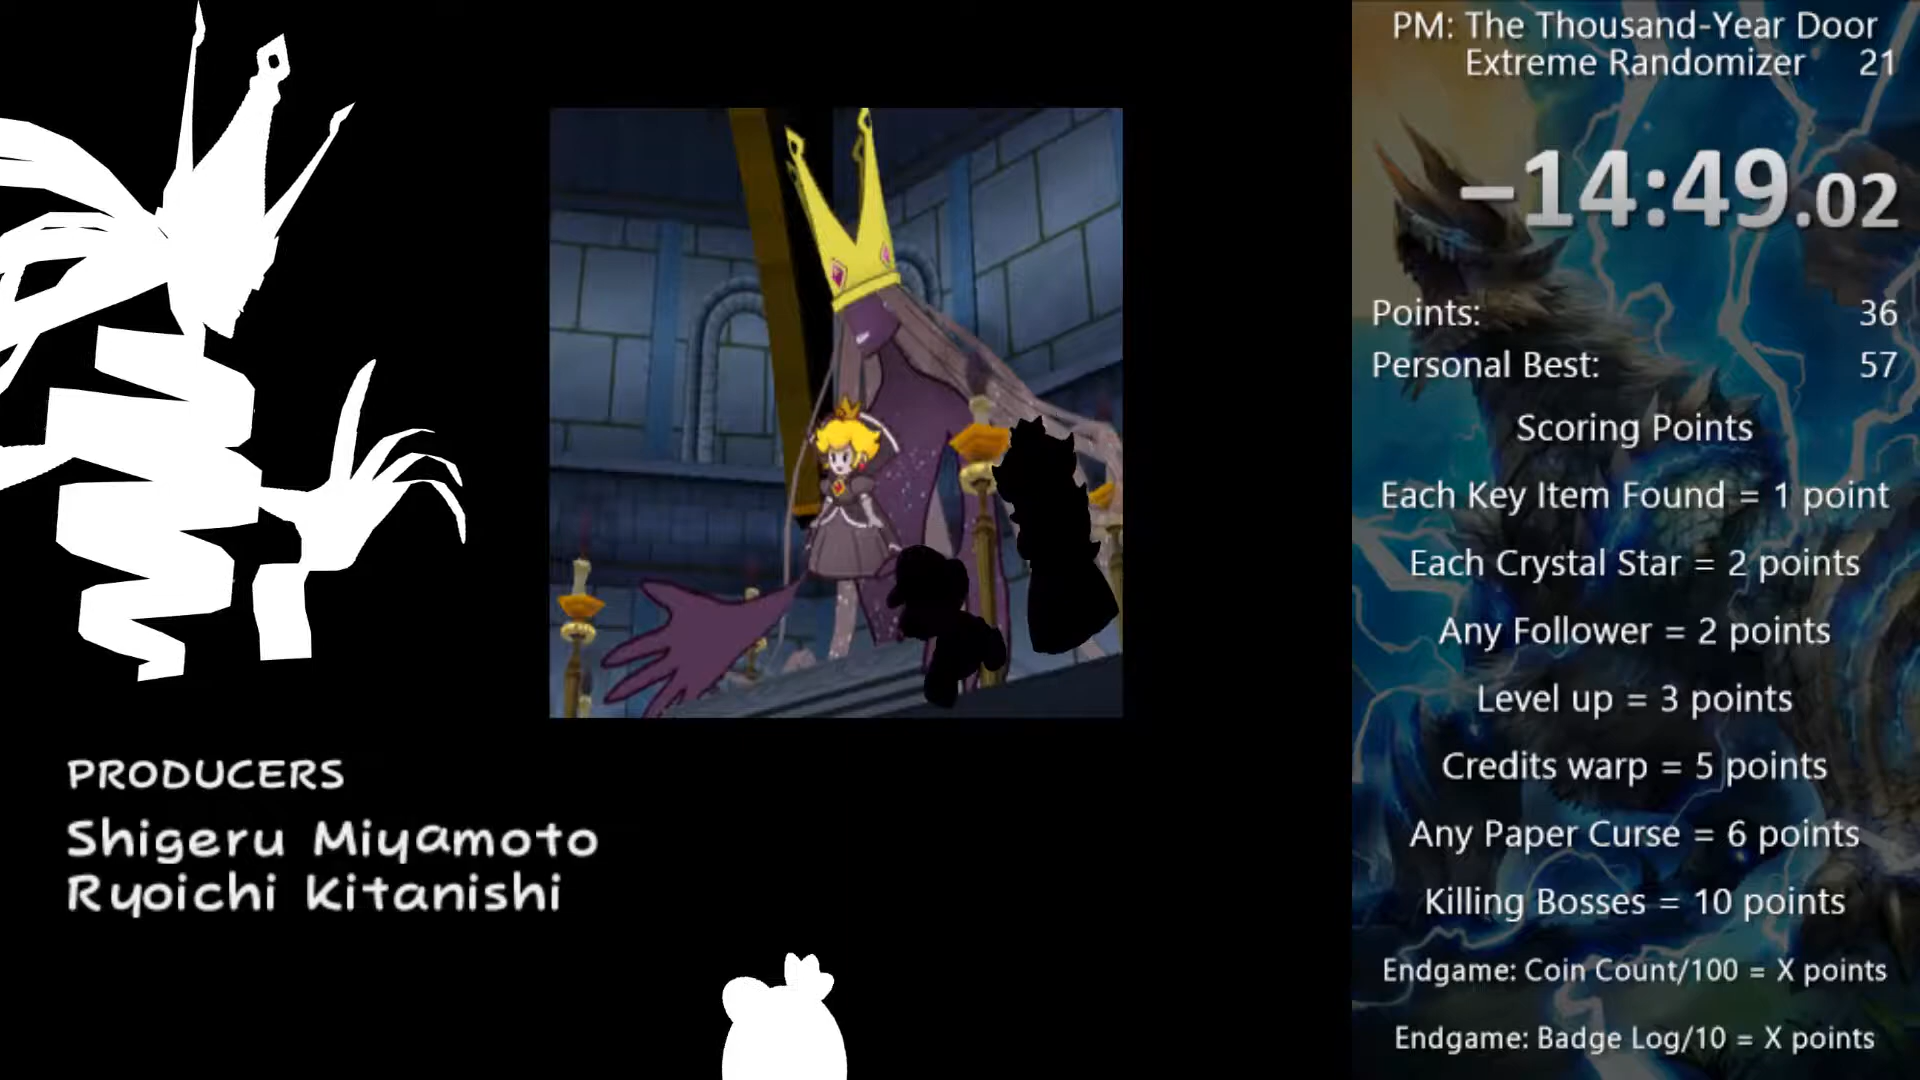 PM: The Thousand-Year Door
Extreme Randomizer 21
−14:49.02
Points: 36
Personal Best: 57
Scoring Points
Each Key Item Found = 1 point
Each Crystal Star = 2 points
Any Follower = 2 points
Level up = 3 points
Credits warp = 5 points
Any Paper Curse = 6 points
Killing Bosses = 10 points
Endgame: Coin Count/100 = X points
Endgame: Badge Log/10 = X points
PRODUCERS
Shigeru Miyamoto
Ryoichi Kitanishi